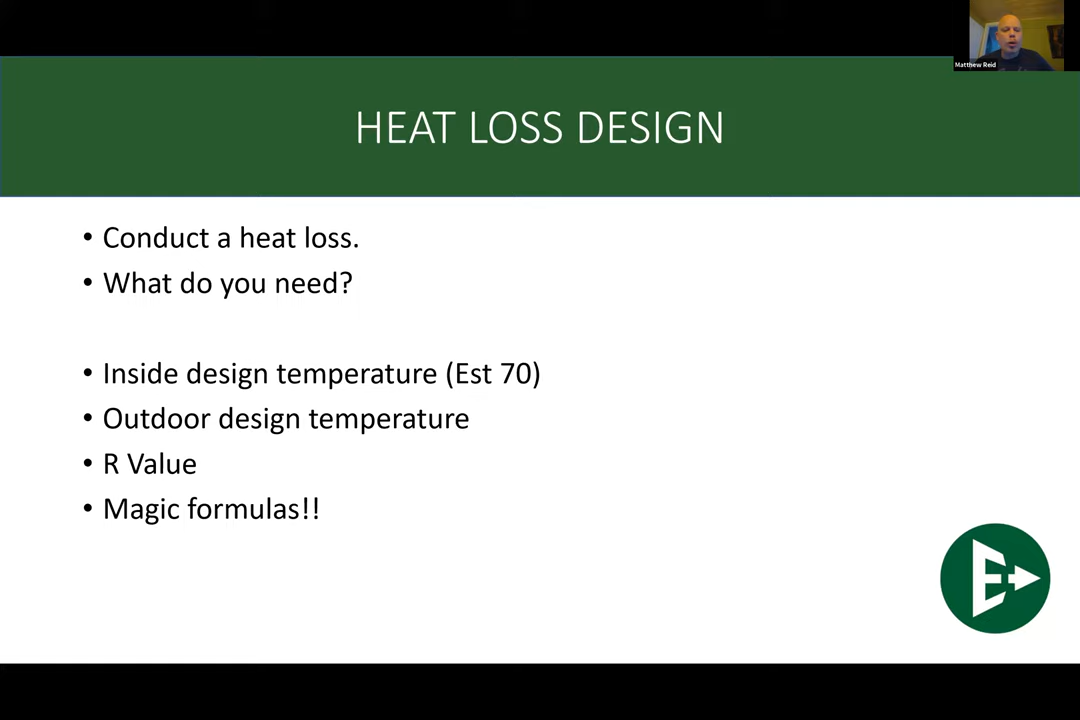 Matthew Reid
HEAT LOSS DESIGN
• Conduct a heat loss.
• What do you need?
• Inside design temperature (Est 70)
• Outdoor design temperature
• R Value
• Magic formulas!!
E